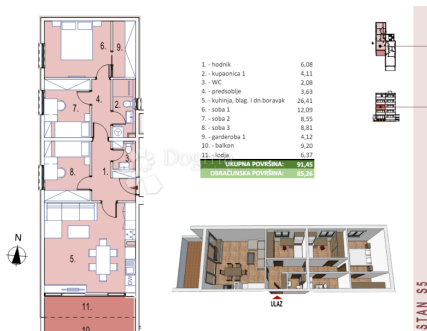 6.
9.
4.
2.
7.
3.
8.
1.
5.
11.
10.
N
1. - hodnik 6,08
2. - kupaonica 1 4,11
3. - WC 2,08
4. - predsoblje 3,63
5. - kuhinja, blag. I dn.boravak 26,41
6. - soba 1 12,09
7. - soba 2 8,55
8. - soba 3 8,81
9. - garderoba 1 4,12
10. - balkon 9,20
11. - lođa 6,37
UKUPNA POVRŠINA: 91,45
OBRAČUNSKA POVRŠINA: 85,26
ULAZ
STAN S5